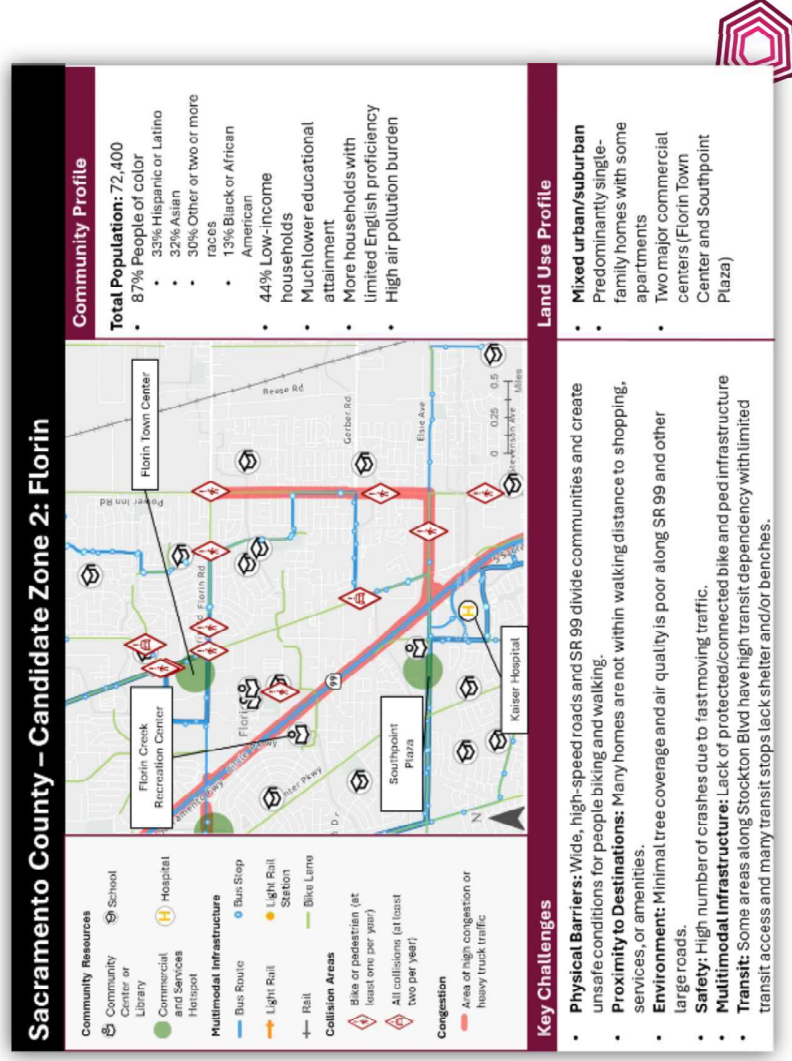 Sacramento County – Candidate Zone 2: Florin
Community Resources
Community
Center or
Library
School
Commercial
and Services
Hotspot
Hospital
Multimodal Infrastructure
Bus Route
Bus Stop
Light Rail
Light Rail
Station
Rail
Bike Lane
Collision Areas
Bike or pedestrian (at
least one per year)
All collisions (at least
two per year)
Congestion
Area of high congestion or
heavy truck traffic
Florin Creek
Recreation Center
Florin Town Center
Southpoint
Plaza
Kaiser Hospital
Power Inn Rd
Florin Rd
Reese Rd
Gerber Rd
Elsie Ave
Stevenson Ave
99
N
0 0.25 0.5
Miles
Community Profile
Total Population: 72,400
• 87% People of color
• 33% Hispanic or Latino
• 32% Asian
• 30% Other or two or more
races
• 13% Black or African
American
• 44% Low-income
households
• Much lower educational
attainment
• More households with
limited English proficiency
• High air pollution burden
Key Challenges
• Physical Barriers: Wide, high-speed roads and SR 99 divide communities and create
unsafe conditions for people biking and walking.
• Proximity to Destinations: Many homes are not within walking distance to shopping,
services, or amenities.
• Environment: Minimal tree coverage and air quality is poor along SR 99 and other
large roads.
• Safety: High number of crashes due to fast moving traffic.
• Multimodal Infrastructure: Lack of protected/connected bike and ped infrastructure
• Transit: Some areas along Stockton Blvd have high transit dependency with limited
transit access and many transit stops lack shelter and/or benches.
Land Use Profile
• Mixed urban/suburban
• Predominantly single-
family homes with some
apartments
• Two major commercial
centers (Florin Town
Center and Southpoint
Plaza)